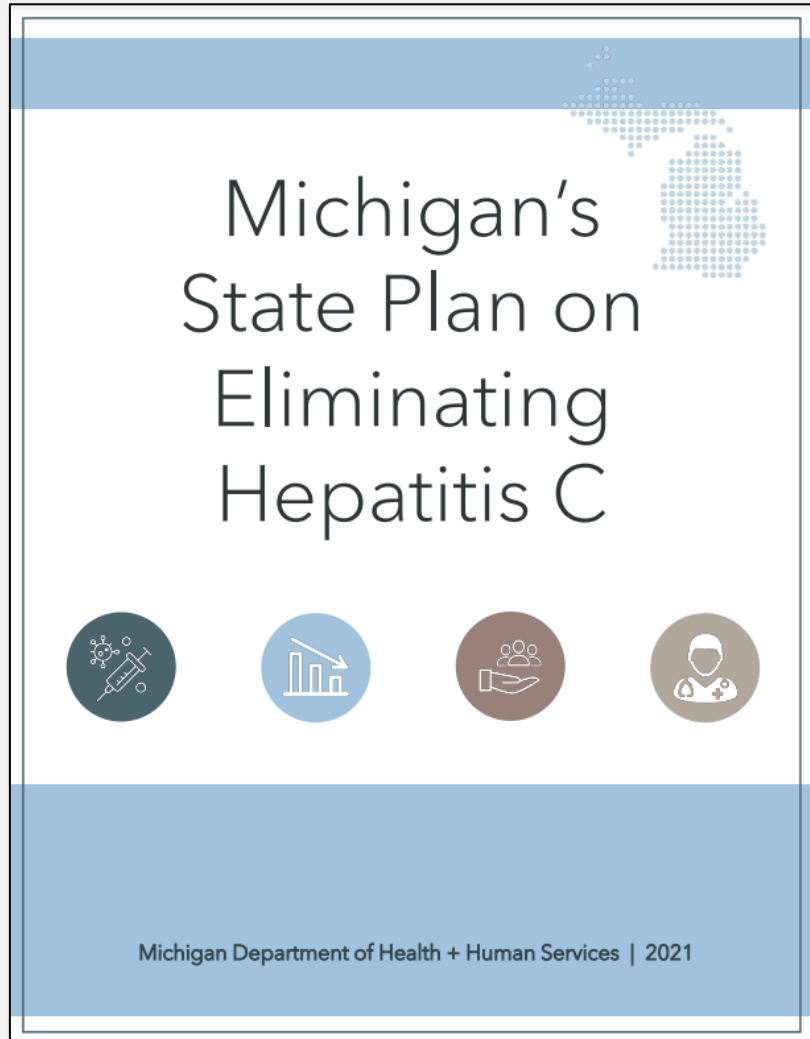 Michigan's
State Plan on
Eliminating
Hepatitis C
Michigan Department of Health + Human Services | 2021